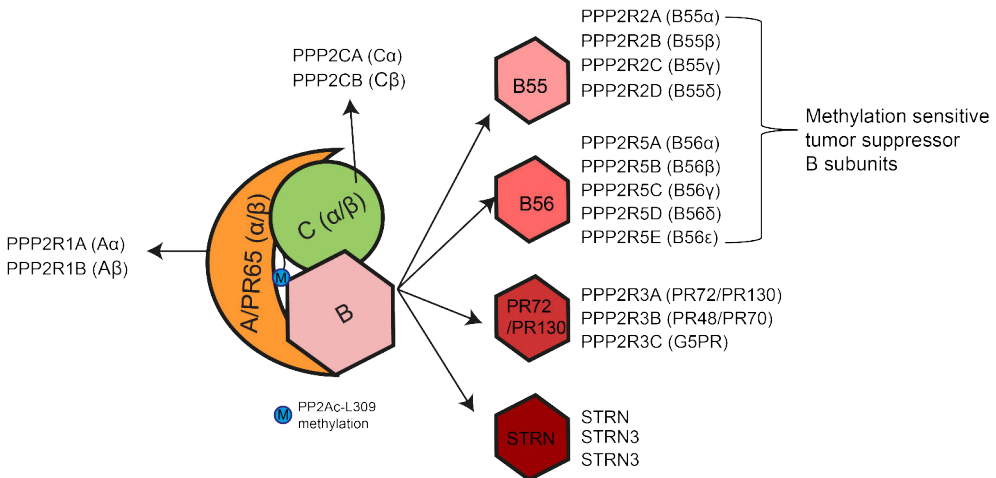 PPP2CA (Cα)
PPP2CB (Cβ)
PPP2R1A (Aα)
PPP2R1B (Aβ)
A/PR65 (α/β)
C (α/β)
M
B
M
PP2Ac-L309
methylation
B55
PPP2R2A (B55α)
PPP2R2B (B55β)
PPP2R2C (B55γ)
PPP2R2D (B55δ)
B56
PPP2R5A (B56α)
PPP2R5B (B56β)
PPP2R5C (B56γ)
PPP2R5D (B56δ)
PPP2R5E (B56ε)
Methylation sensitive
tumor suppressor
B subunits
PR72
/PR130
PPP2R3A (PR72/PR130)
PPP2R3B (PR48/PR70)
PPP2R3C (G5PR)
STRN
STRN
STRN3
STRN3